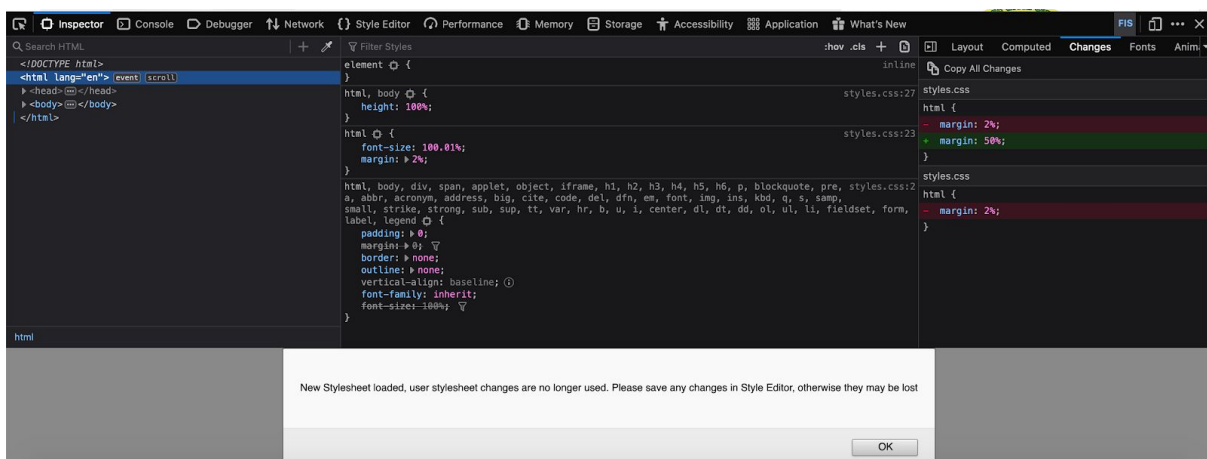 Inspector Console Debugger Network {} Style Editor Performance Memory Storage Accessibility Application What's New FIS
Search HTML
<!DOCTYPE html>
<html lang="en"> event scroll
<head> </head>
<body> </body>
</html>
html
Filter Styles :hov .cls +
element { inline
}
html, body { styles.css:27
height: 100%;
}
html { styles.css:23
font-size: 100.01%;
margin: 2%;
}
html, body, div, span, applet, object, iframe, h1, h2, h3, h4, h5, h6, p, blockquote, pre, styles.css:2
a, abbr, acronym, address, big, cite, code, del, dfn, em, font, img, ins, kbd, q, s, samp,
small, strike, strong, sub, sup, tt, var, hr, b, u, i, center, dl, dt, dd, ol, ul, li, fieldset, form,
label, legend {
padding: 0;
margin: 0;
border: none;
outline: none;
vertical-align: baseline;
font-family: inherit;
font-size: 100%;
}
Layout Computed Changes Fonts Anim
Copy All Changes
styles.css
html {
- margin: 2%;
+ margin: 50%;
}
styles.css
html {
- margin: 2%;
}
New Stylesheet loaded, user stylesheet changes are no longer used. Please save any changes in Style Editor, otherwise they may be lost
OK